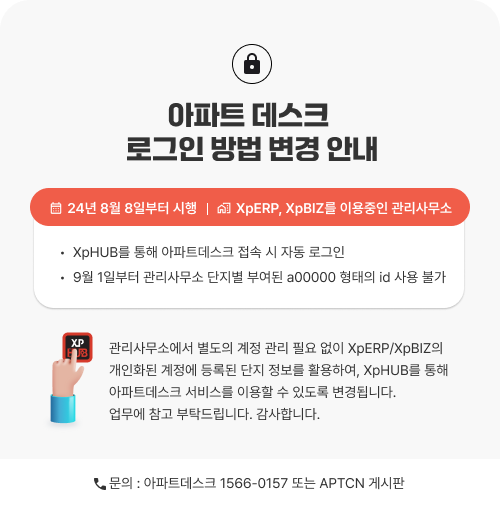 아파트 데스크
로그인 방법 변경 안내
24년 8월 8일부터 시행 | XpERP, XpBIZ를 이용중인 관리사무소
• XpHUB를 통해 아파트데스크 접속 시 자동 로그인
• 9월 1일부터 관리사무소 단지별 부여된 a00000 형태의 id 사용 불가
XP
HUB
관리사무소에서 별도의 계정 관리 필요 없이 XpERP/XpBIZ의
개인화된 계정에 등록된 단지 정보를 활용하여, XpHUB를 통해
아파트데스크 서비스를 이용할 수 있도록 변경됩니다.
업무에 참고 부탁드립니다. 감사합니다.
문의 : 아파트데스크 1566-0157 또는 APTCN 게시판